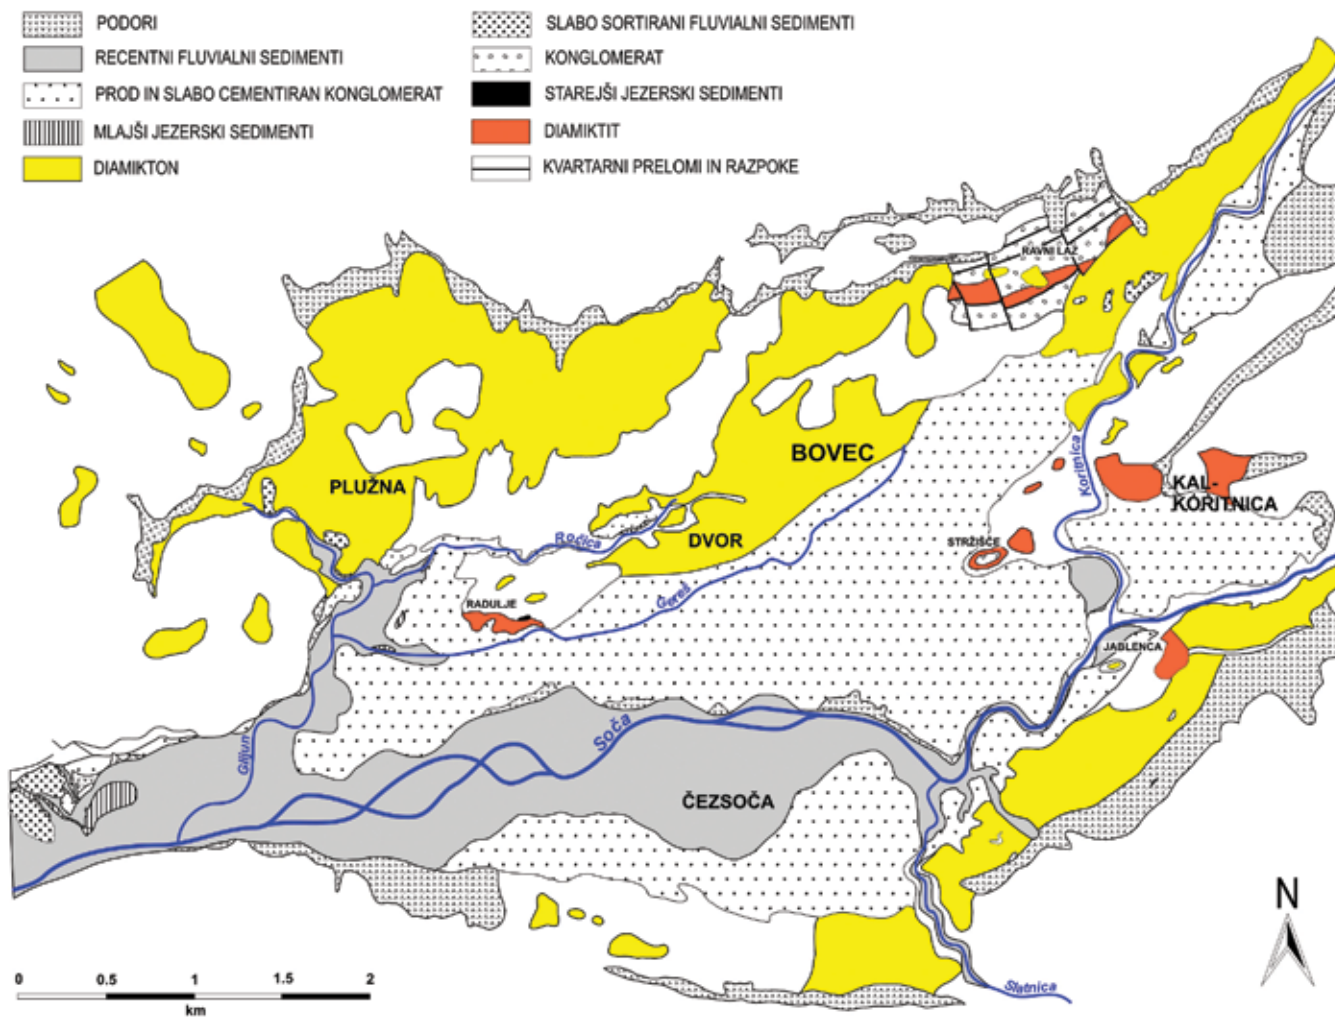 PODORI
RECENTNI FLUVIALNI SEDIMENTI
PROD IN SLABO CEMENTIRAN KONGLOMERAT
MLAJŠI JEZERSKI SEDIMENTI
DIAMIKTON
SLABO SORTIRANI FLUVIALNI SEDIMENTI
KONGLOMERAT
STAREJŠI JEZERSKI SEDIMENTI
DIAMIKTIT
KVARTARNI PRELOMI IN RAZPOKE
RAVNI LAZ
BOVEC
Koritnica
PLUŽNA
KAL-
KORITNICA
Ročica
DVOR
STRŽIŠČE
Gereš
RADULJE
JABLENCA
Soča
Glijun
ČEZSOČA
N
Slatnica
0 0.5 1 1.5 2
km